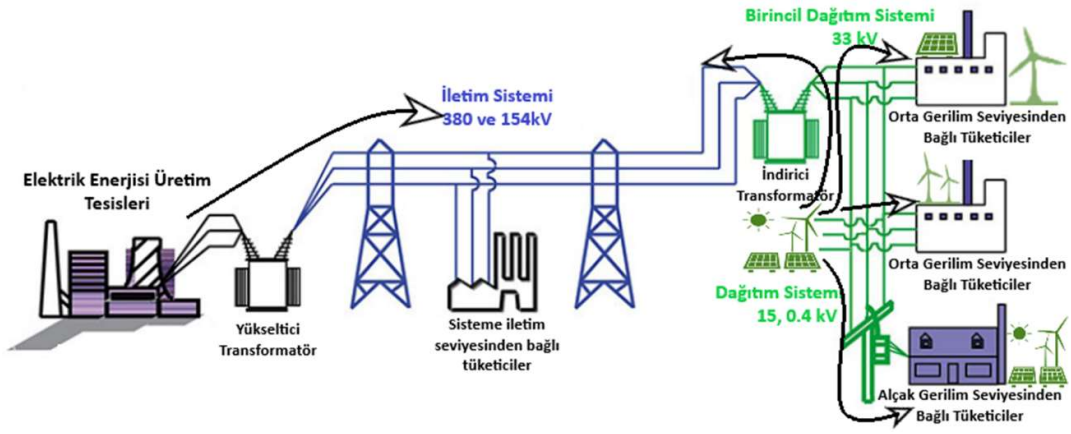 Birincil Dağıtım Sistemi
33 kV
İletim Sistemi
380 ve 154kV
Orta Gerilim Seviyesinden
Bağlı Tüketiciler
Elektrik Enerjisi Üretim
Tesisleri
İndirici
Transformatör
Orta Gerilim Seviyesinden
Bağlı Tüketiciler
Dağıtım Sistemi
15, 0.4 kV
Yükseltici
Transformatör
Sisteme iletim
seviyesinden bağlı
tüketiciler
Alçak Gerilim Seviyesinden
Bağlı Tüketiciler